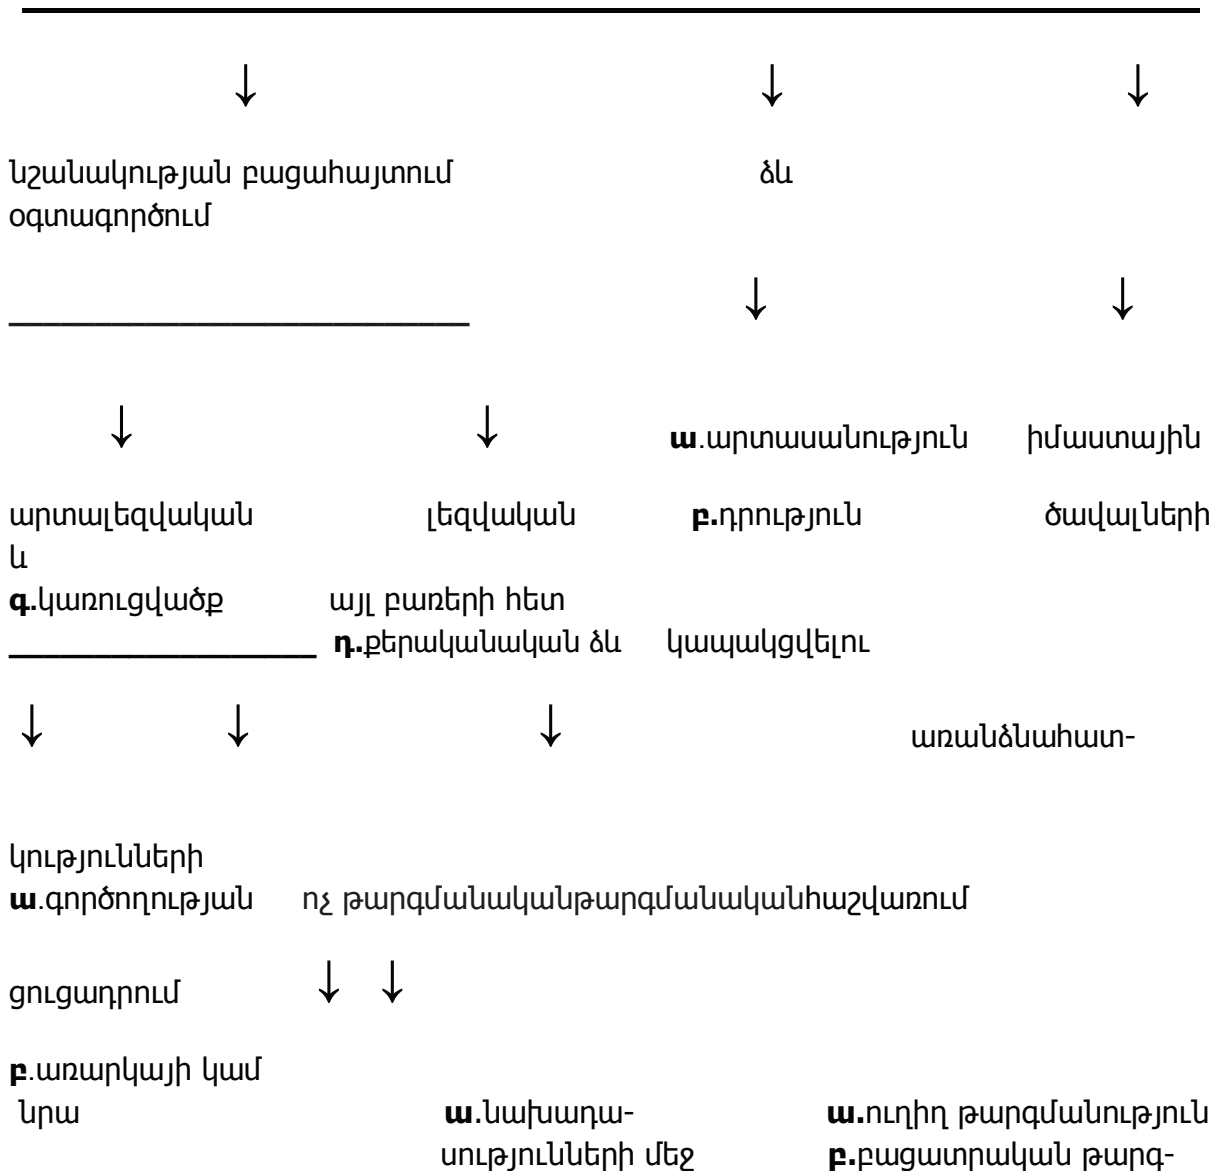 նշանակության բացահայտում ձև
օգտագործում
ա.արտասանություն իմաստային
արտալեզվական լեզվական բ.դրություն ծավալների
և
գ.կառուցվածք այլ բառերի հետ
դ.քերականական ձև կապակցվելու
առանձնահատ-
կությունների
ա.գործողության ոչ թարգմանականթարգմանականհաշվառում
ցուցադրում
բ.առարկայի կամ
նրա ա.նախադա- ա.ուղիղ թարգմանություն
սությունների մեջ բ.բացատրական թարգ-